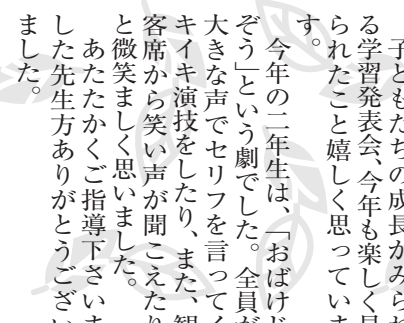 子どもたちの成長がみられ
る学習発表会、今年も楽しく見
られたこと嬉しく思っていま
す。
今年の二年生は、「おばけじ
ぞう」という劇でした。全員が
大きな声でセリフを言って
キイキ演技をしたり、また、観
客席から笑い声が聞こえたり
と微笑ましく思いました。
あたたかくご指導下さいま
した先生方ありがとうござい
ました。